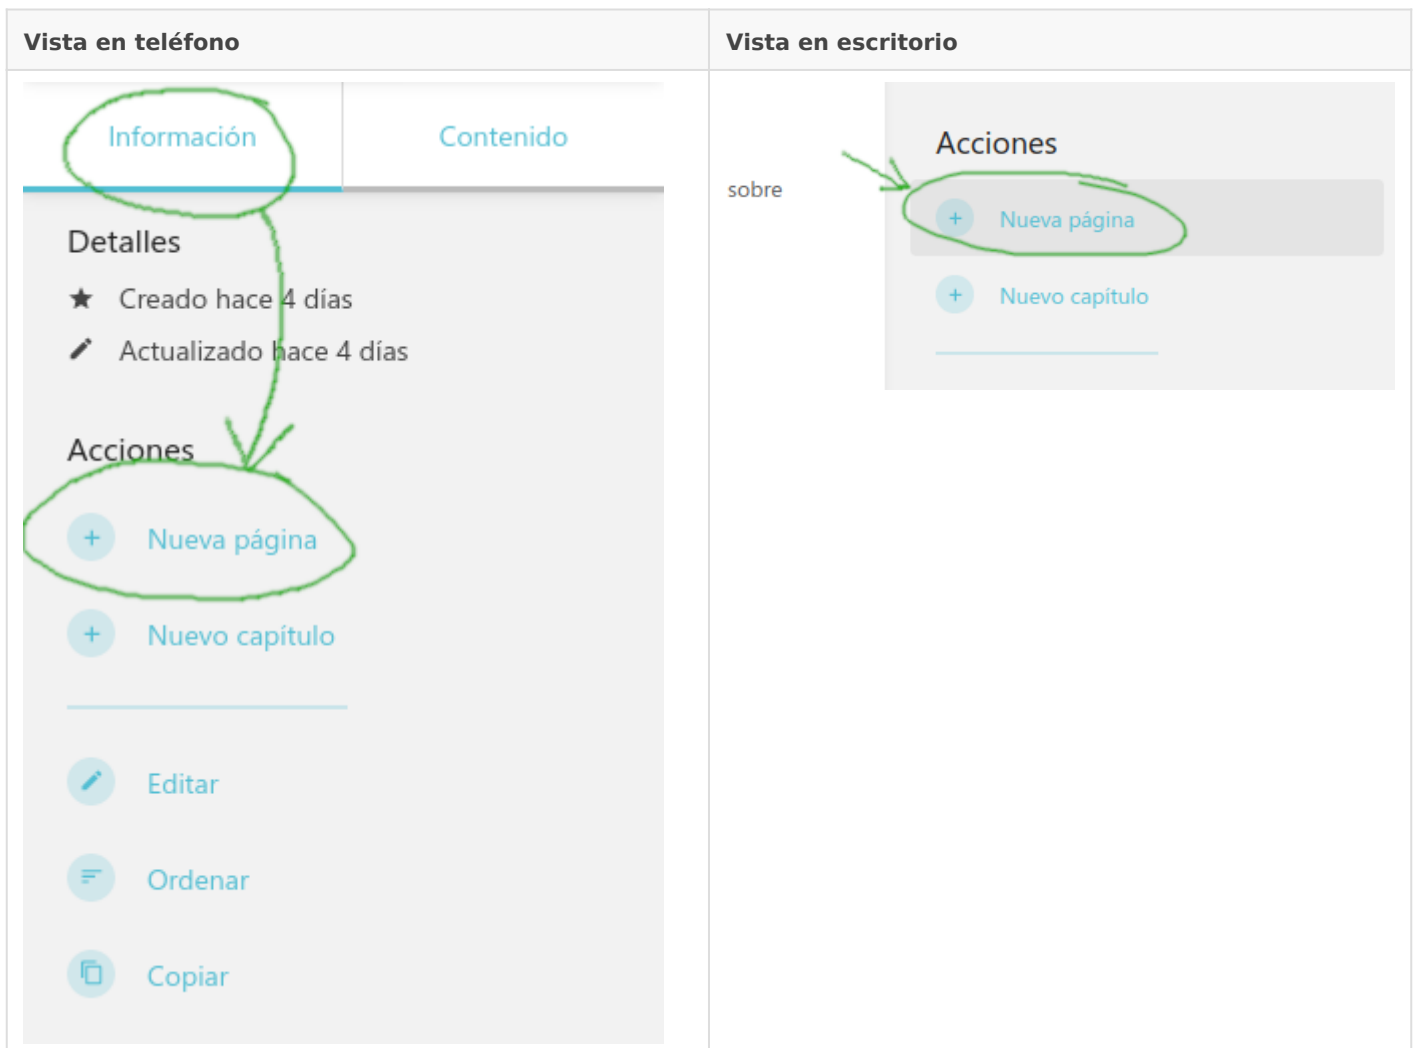 Vista en teléfono
Vista en escritorio
Información
Contenido
Detalles
Creado hace 4 días
Actualizado hace 4 días
Acciones
Nueva página
Nuevo capítulo
Editar
Ordenar
Copiar
sobre
Acciones
Nueva página
Nuevo capítulo